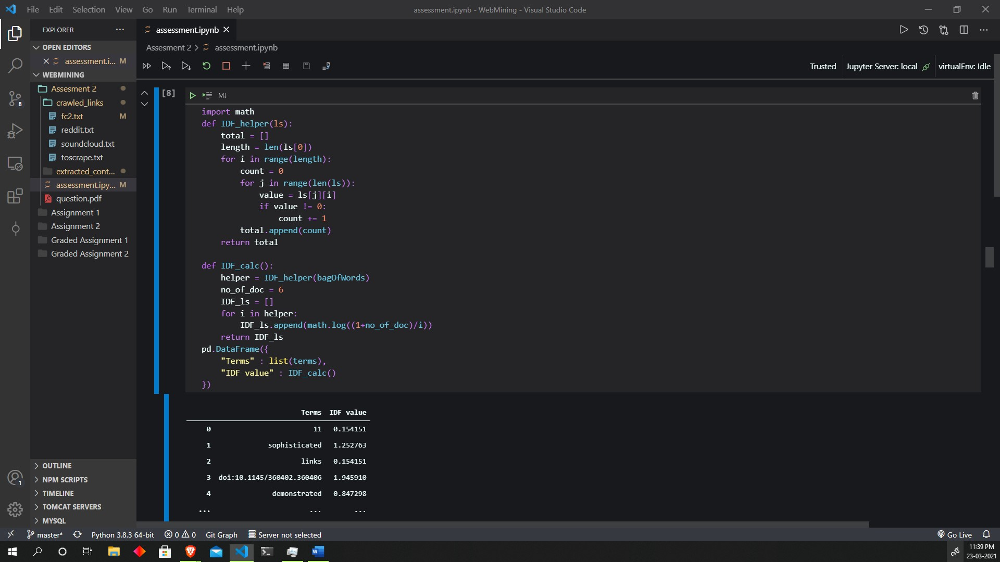 File Edit Selection View Go Run Terminal Help
assessment.ipynb - WebMining - Visual Studio Code
EXPLORER
OPEN EDITORS
assessment.i... M
WEBMINING
Assesment 2
crawled_links
fc2.txt M
reddit.txt
soundcloud.txt
toscrape.txt
extracted_cont...
assessment.ipy... M
question.pdf
Assignment 1
Assignment 2
Graded Assignment 1
Graded Assignment 2
OUTLINE
NPM SCRIPTS
TIMELINE
TOMCAT SERVERS
MYSQL
8
1
assessment.ipynb
Assesment 2 > assessment.ipynb
Trusted Jupyter Server: local virtualEnv: Idle
[8]
M↓
import math
def IDF_helper(ls):
    total = []
    length = len(ls[0])
    for i in range(length):
        count = 0
        for j in range(len(ls)):
            value = ls[j][i]
            if value != 0:
                count += 1
        total.append(count)
    return total

def IDF_calc():
    helper = IDF_helper(bagOfWords)
    no_of_doc = 6
    IDF_ls = []
    for i in helper:
        IDF_ls.append(math.log((1+no_of_doc)/i))
    return IDF_ls
pd.DataFrame({
    "Terms" : list(terms),
    "IDF value" : IDF_calc()
})
Terms IDF value
0 11 0.154151
1 sophisticated 1.252763
2 links 0.154151
3 doi:10.1145/360402.360406 1.945910
4 demonstrated 0.847298
... ... ...
master* Python 3.8.3 64-bit 0 0 Git Graph Server not selected Go Live
11:39 PM
23-03-2021